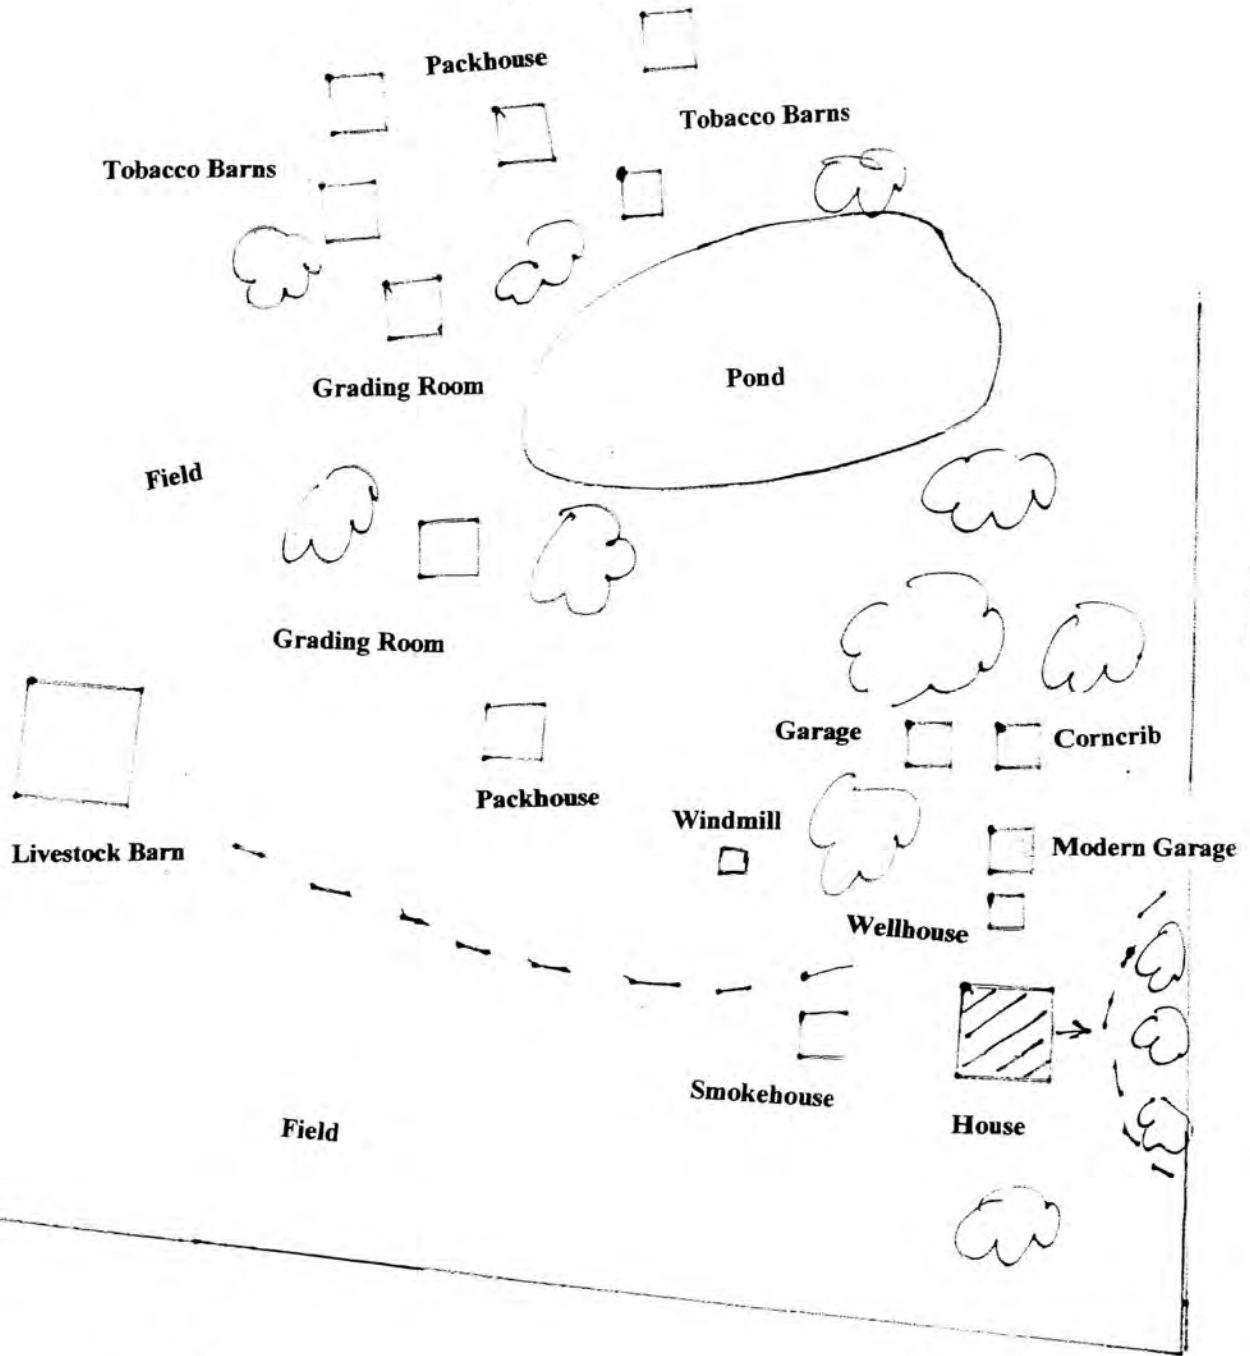 Packhouse
Tobacco Barns
Tobacco Barns
Grading Room
Pond
Field
Grading Room
Garage
Corncrib
Packhouse
Windmill
Modern Garage
Livestock Barn
Wellhouse
Smokehouse
House
Field